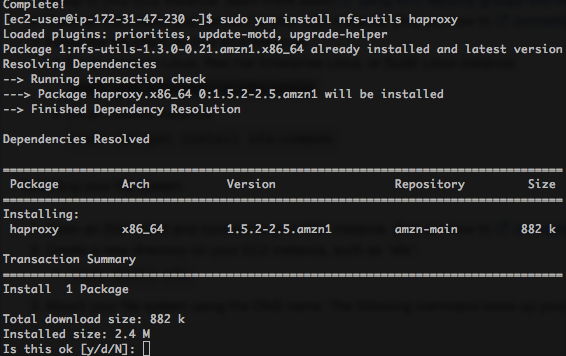 Complete!
[ec2-user@ip-172-31-47-230 ~]$ sudo yum install nfs-utils haproxy
Loaded plugins: priorities, update-motd, upgrade-helper
Package 1:nfs-utils-1.3.0-0.21.amzn1.x86_64 already installed and latest version
Resolving Dependencies
--> Running transaction check
---> Package haproxy.x86_64 0:1.5.2-2.5.amzn1 will be installed
--> Finished Dependency Resolution
Dependencies Resolved
================================================================================
Package Arch Version Repository Size
================================================================================
Installing:
haproxy x86_64 1.5.2-2.5.amzn1 amzn-main 882 k
Transaction Summary
================================================================================
Install 1 Package
Total download size: 882 k
Installed size: 2.4 M
Is this ok [y/d/N]: